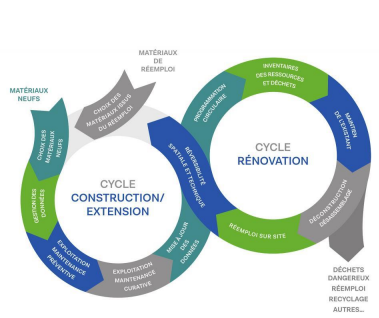 MATÉRIAUX
DE
RÉEMPLOI
MATÉRIAUX
NEUFS
CHOIX DES
MATÉRIAUX ISSUS
DU RÉEMPLOI
CHOIX DES
MATÉRIAUX
NEUFS
GESTION DES
DONNÉES
EXPLOITATION
MAINTENANCE
PRÉVENTIVE
EXPLOITATION
MAINTENANCE
CURATIVE
MISE À JOUR
DES
DONNÉES
RÉVERSIBILITÉ
SPATIALE ET TECHNIQUE
CYCLE
CONSTRUCTION/
EXTENSION
PROGRAMMATION
CIRCULAIRE
INVENTAIRES
DES RESSOURCES
ET DÉCHETS
MAINTIEN
DE L'EXISTANT
DÉCONSTRUCTION
DÉSASSEMBLAGE
RÉEMPLOI SUR SITE
CYCLE
RÉNOVATION
DÉCHETS
DANGEREUX
RÉEMPLOI
RECYCLAGE
AUTRES...